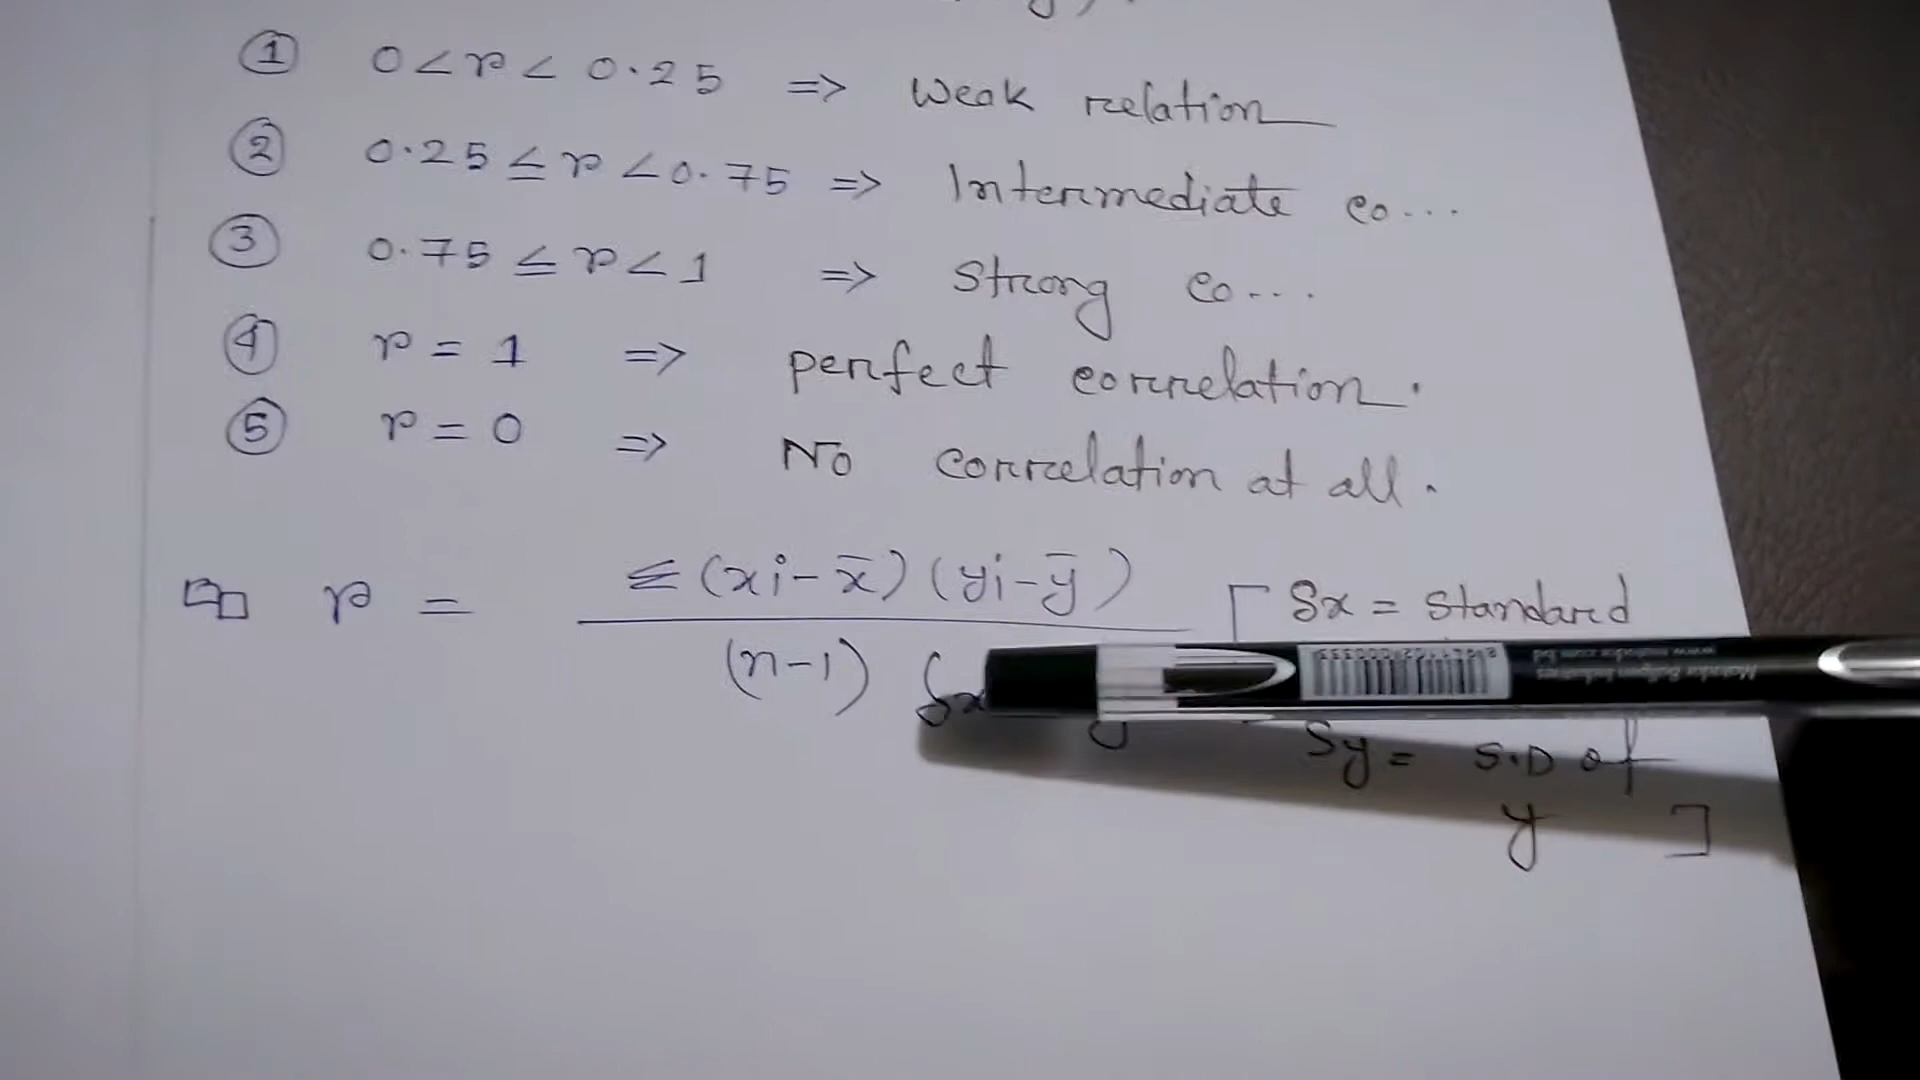 ① 0 < r < 0.25 => Weak relation
② 0.25 ≤ r < 0.75 => Intermediate co...
③ 0.75 ≤ r < 1 => Strong co...
④ r = 1 => perfect correlation.
⑤ r = 0 => No correlation at all.
r = Σ(xi - x̄)(yi - ȳ) [Sx = Standard
(n-1) Sx
Sy = S.D of
y ]